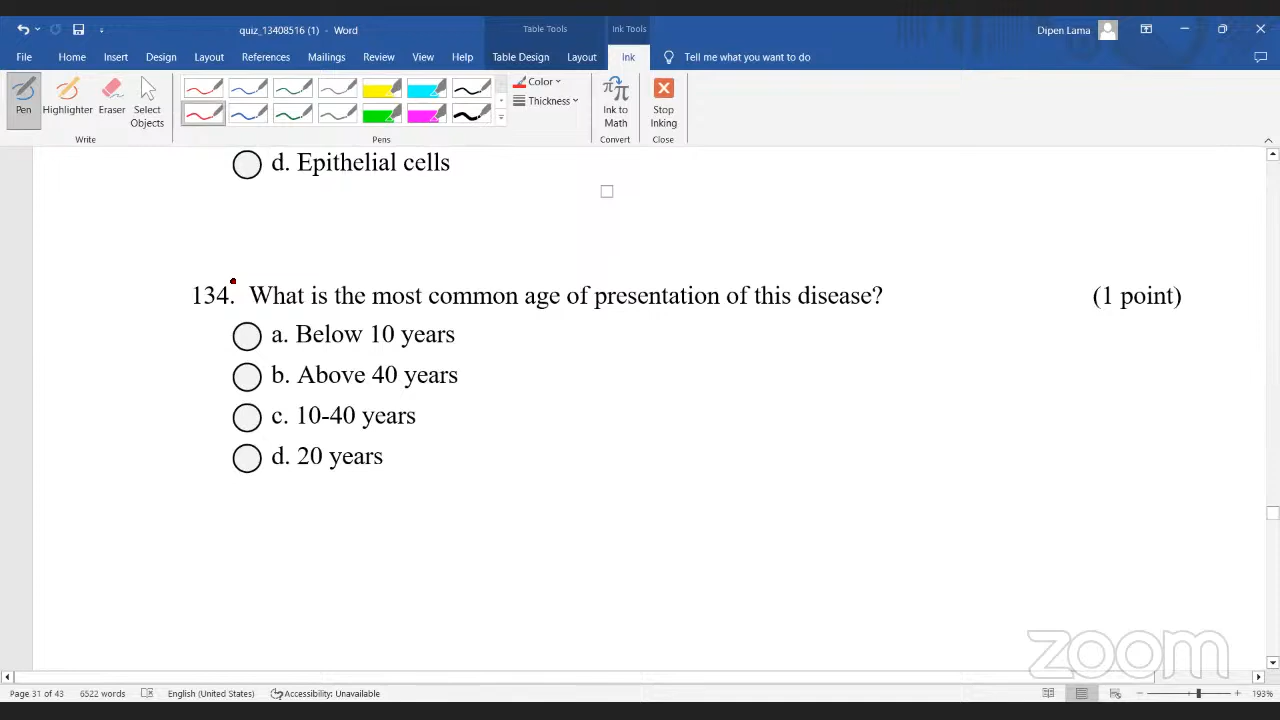 quiz_13408516 (1) - Word
Table Tools
Ink Tools
Dipen Lama
File Home Insert Design Layout References Mailings Review View Help Table Design Layout Ink Tell me what you want to do
Pen Highlighter Eraser Select Objects
Color
Thickness
Ink to Math
Stop Inking
Write Pens Convert Close
d. Epithelial cells
134. What is the most common age of presentation of this disease? (1 point)
a. Below 10 years
b. Above 40 years
c. 10-40 years
d. 20 years
zoom
Page 31 of 43 6522 words English (United States) Accessibility: Unavailable 193%